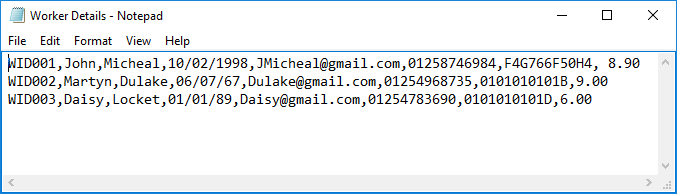 Worker Details - Notepad
File Edit Format View Help
WID001,John,Micheal,10/02/1998,JMicheal@gmail.com,01258746984,F4G766F50H4, 8.90
WID002,Martyn,Dulake,06/07/67,Dulake@gmail.com,01254968735,0101010101B,9.00
WID003,Daisy,Locket,01/01/89,Daisy@gmail.com,01254783690,0101010101D,6.00